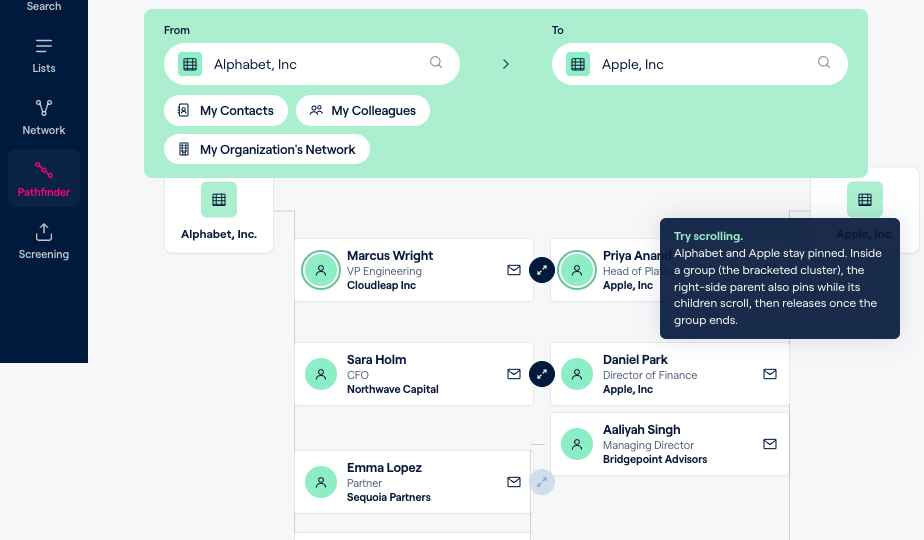 Search
Lists
Network
Pathfinder
Screening
From
Alphabet, Inc
To
Apple, Inc
My Contacts
My Colleagues
My Organization's Network
Alphabet, Inc.
Apple, Inc.
Try scrolling.
Alphabet and Apple stay pinned. Inside
a group (the bracketed cluster), the
right-side parent also pins while its
children scroll, then releases once the
group ends.
Marcus Wright
VP Engineering
Cloudleap Inc
Priya Anand
Head of
Apple, Inc
Sara Holm
CFO
Northwave Capital
Daniel Park
Director of Finance
Apple, Inc
Aaliyah Singh
Managing Director
Bridgepoint Advisors
Emma Lopez
Partner
Sequoia Partners